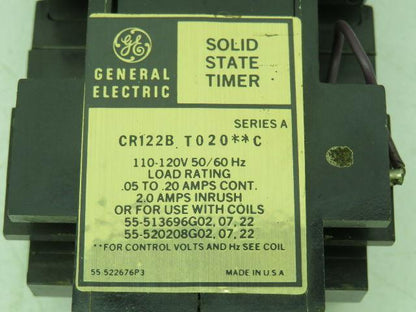 GE
GENERAL
ELECTRIC
SOLID
STATE
TIMER
SERIES A
CR122B T020**C
110-120V 50/60 Hz
LOAD RATING
.05 TO .20 AMPS CONT.
2.0 AMPS INRUSH
OR FOR USE WITH COILS
55-513696G02, 07, 22
55-520208G02, 07, 22
**FOR CONTROL VOLTS AND Hz SEE COIL
55-522676P3 MADE IN U.S.A